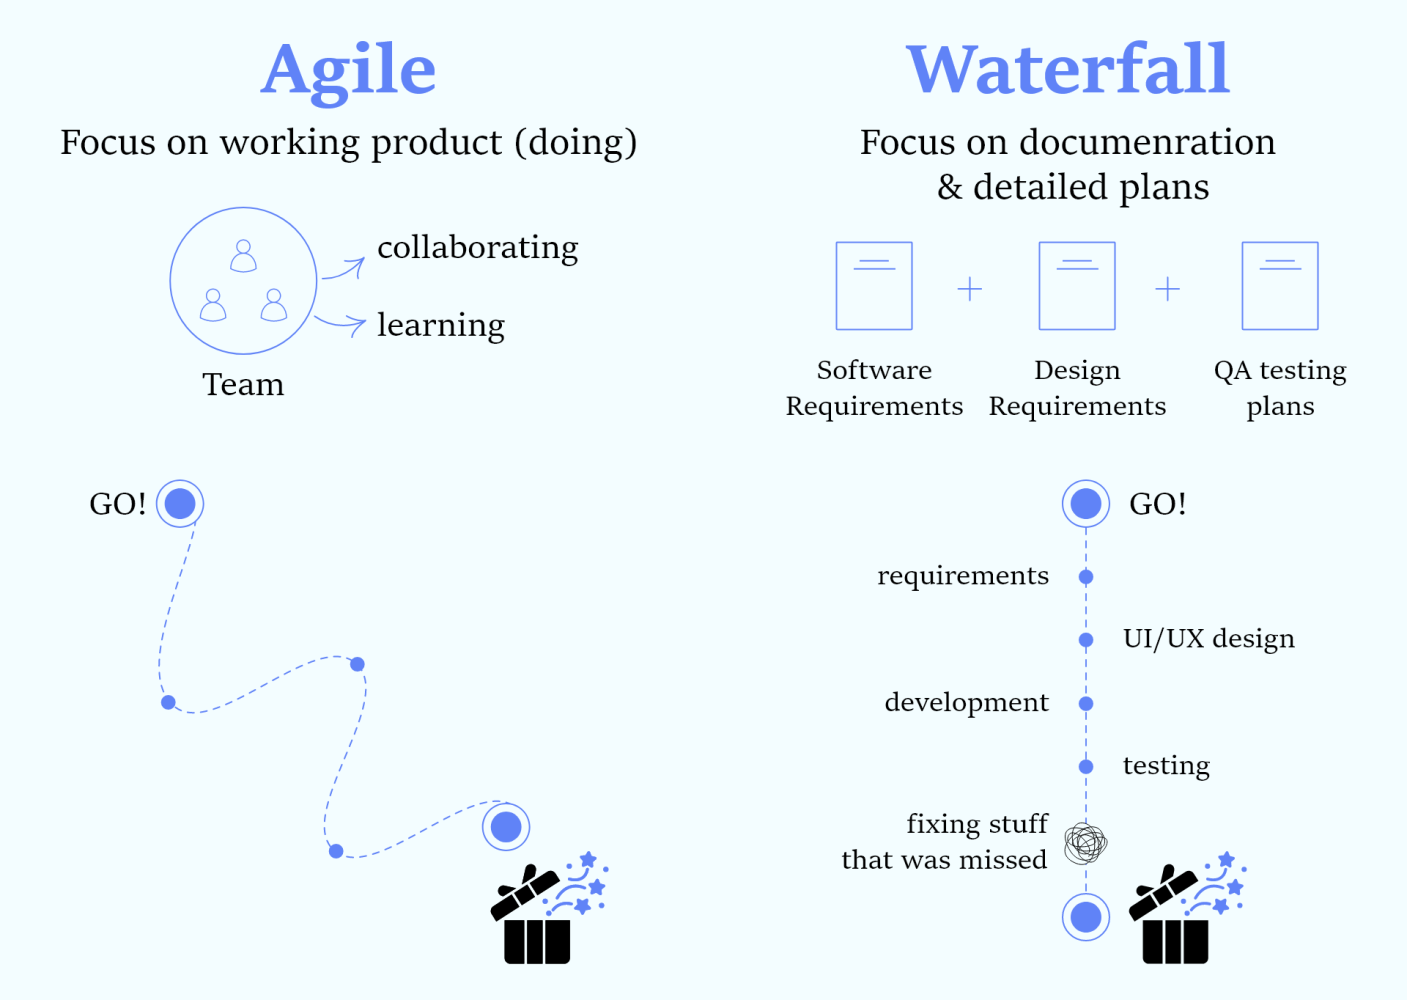 Agile
Focus on working product (doing)
collaborating
learning
Team
GO!
Waterfall
Focus on documenration
& detailed plans
Software
Requirements
Design
Requirements
QA testing
plans
GO!
requirements
UI/UX design
development
testing
fixing stuff
that was missed